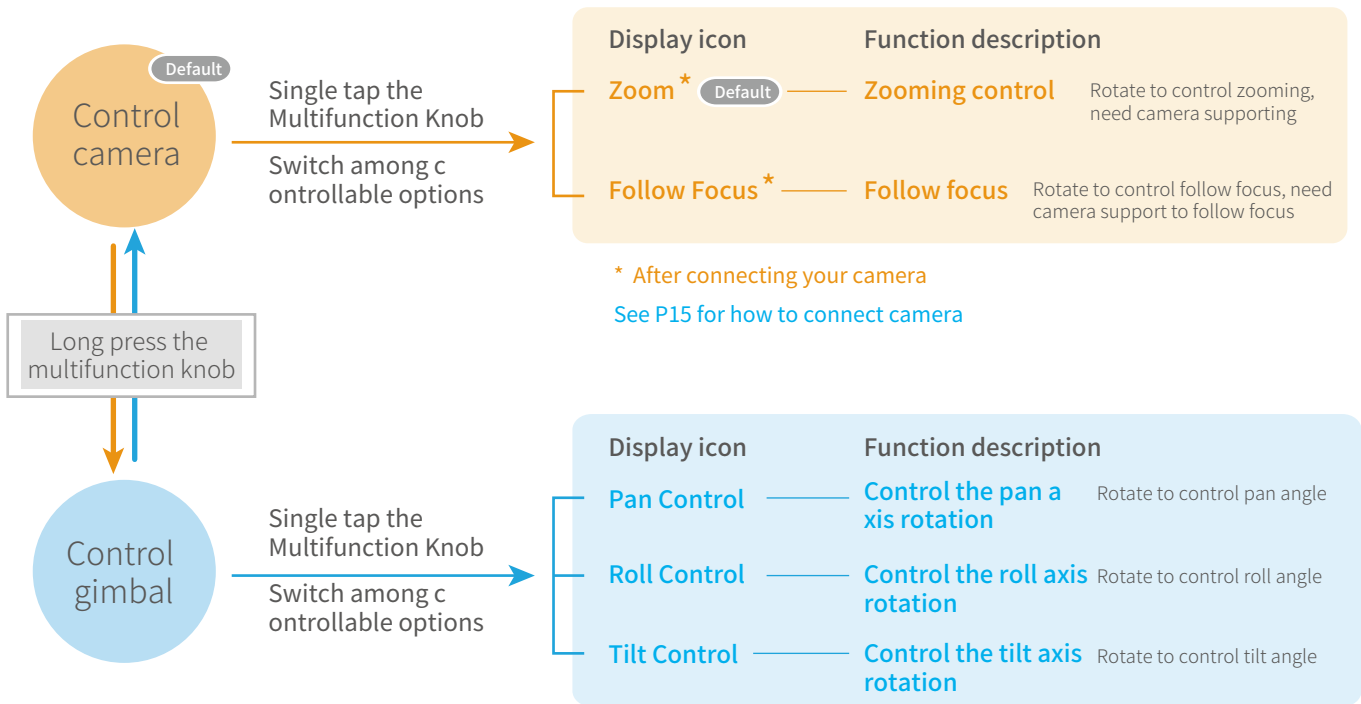 Control
camera
Default
Single tap the
Multifunction Knob
Switch among c
ontrollable options
Display icon Function description
Zoom * Default Zooming control Rotate to control zooming,
need camera supporting
Follow Focus * Follow focus Rotate to control follow focus, need
camera support to follow focus
* After connecting your camera
See P15 for how to connect camera
Long press the
multifunction knob
Control
gimbal
Single tap the
Multifunction Knob
Switch among c
ontrollable options
Display icon Function description
Pan Control Control the pan a
xis rotation Rotate to control pan angle
Roll Control Control the roll axis
rotation Rotate to control roll angle
Tilt Control Control the tilt axis
rotation Rotate to control tilt angle